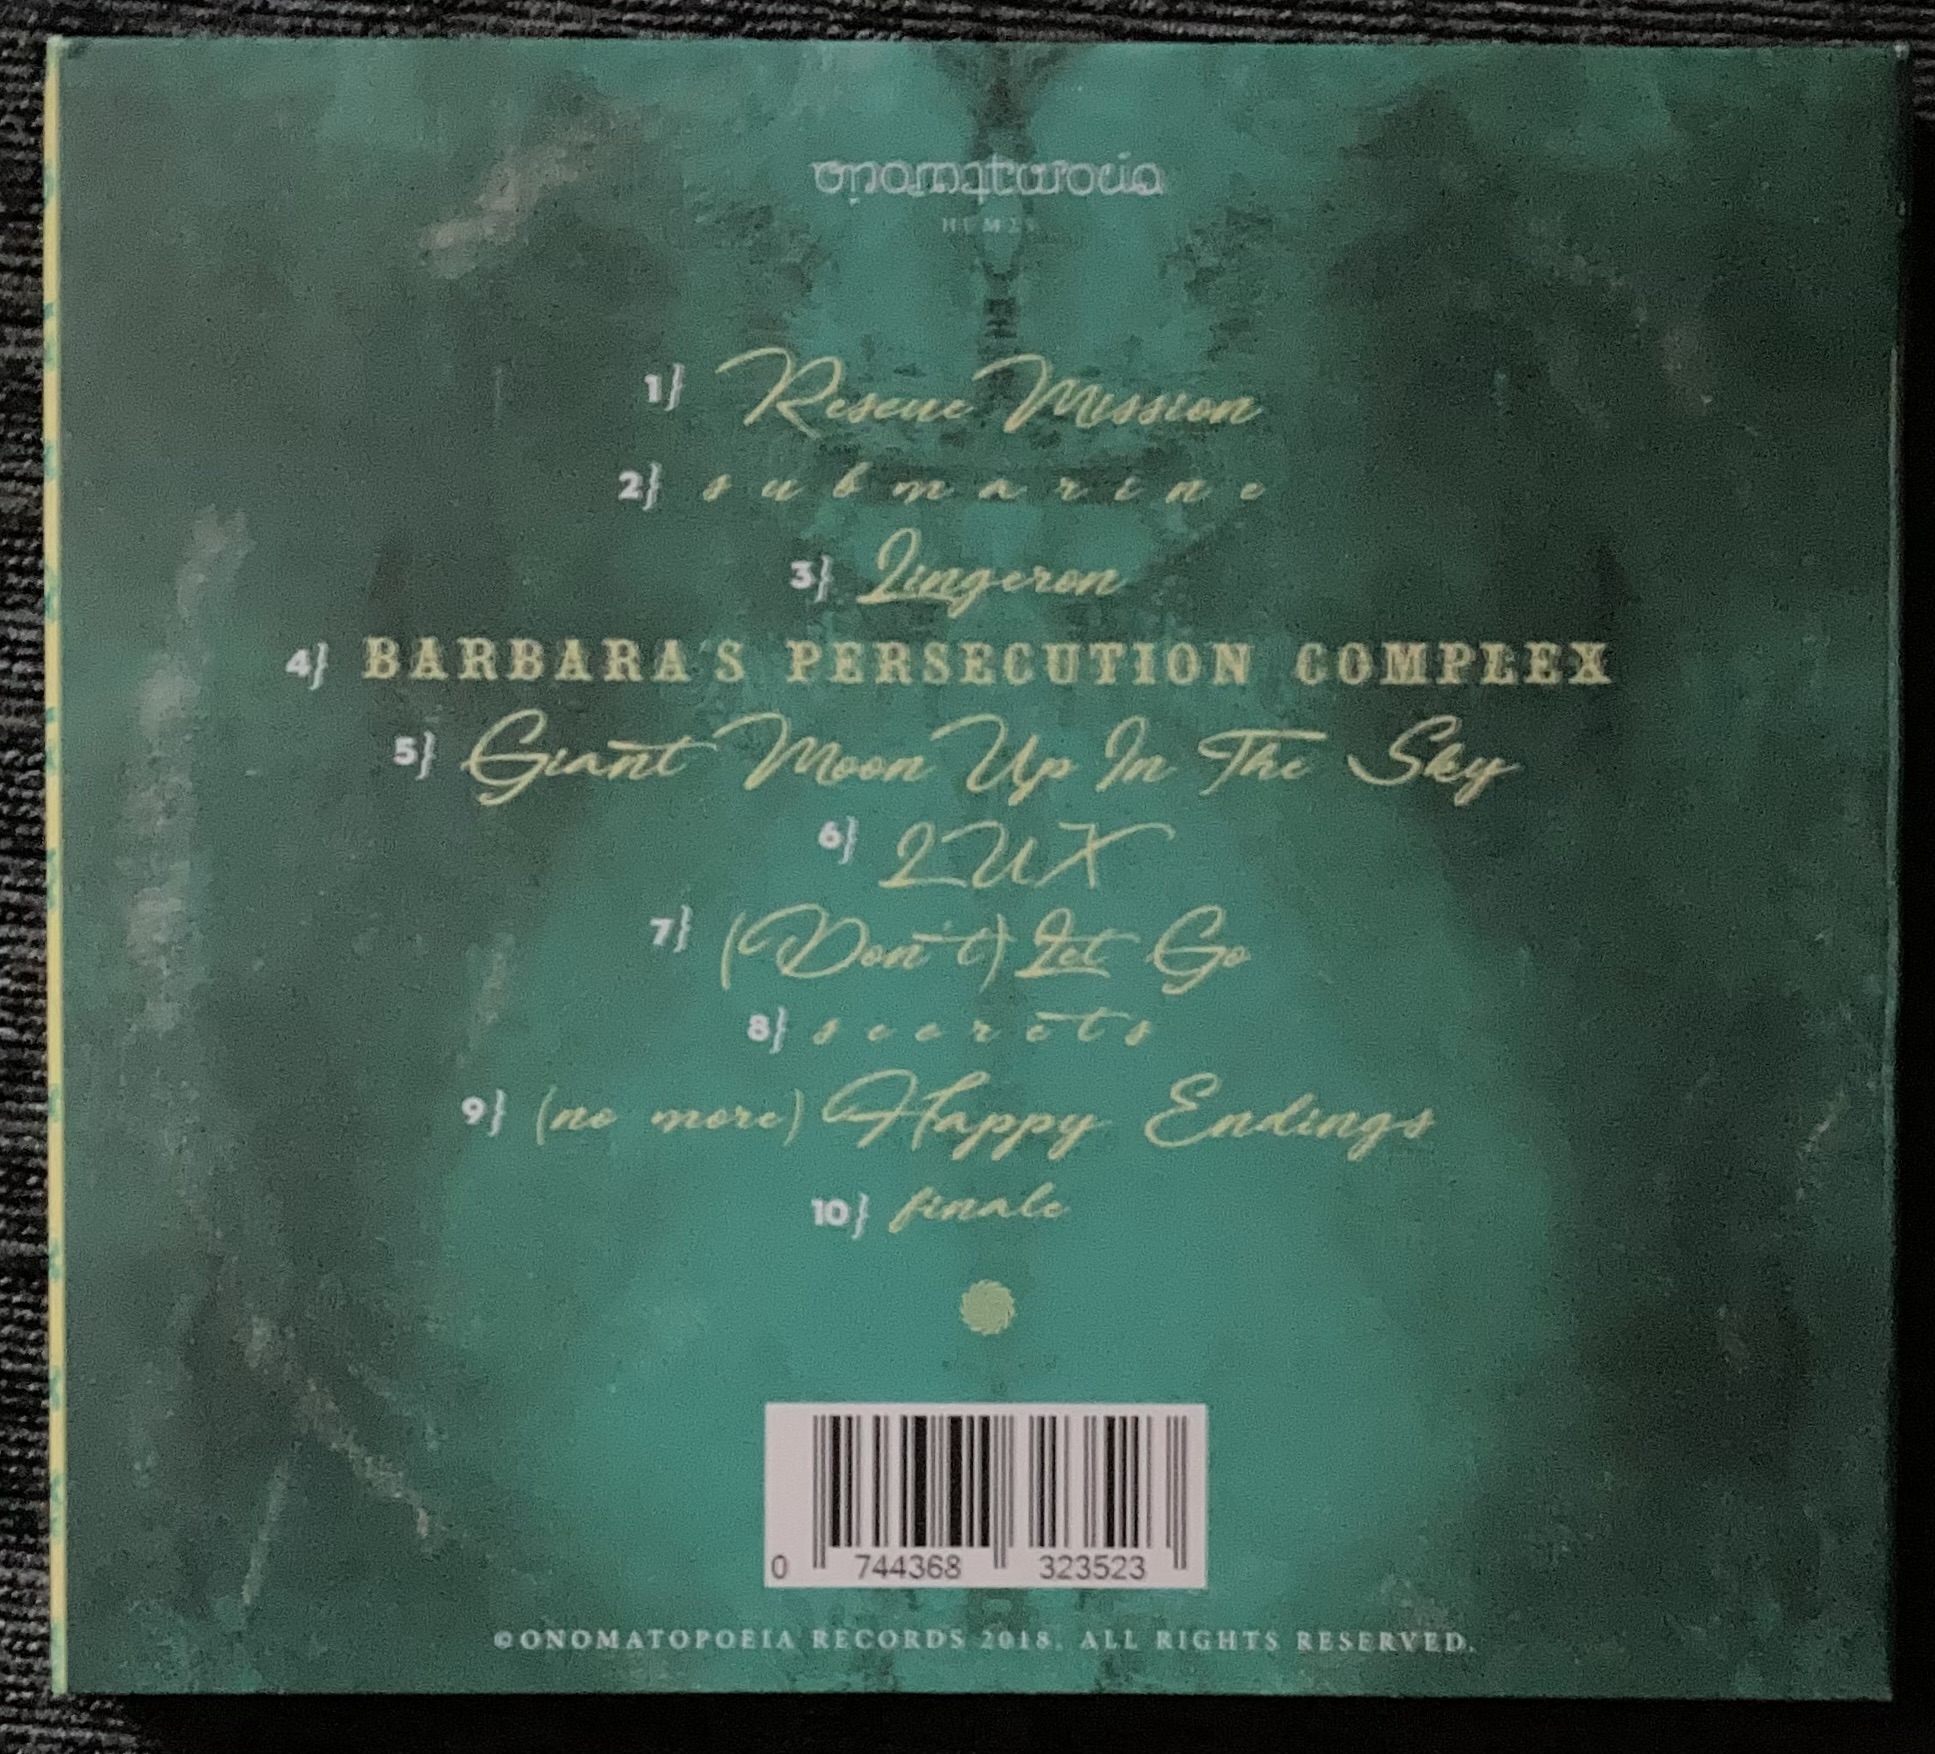 onomatopoeia
1} Rescue Mission
2} submarine
3} Lingeron
4} BARBARA'S PERSECUTION COMPLEX
5} Giant Moon Up In The Sky
6} LUX
7} (Don't) Let Go
8} secrets
9} (no more) Happy Endings
10} finale
0 744368 323523
©ONOMATOPOEIA RECORDS 2018. ALL RIGHTS RESERVED.